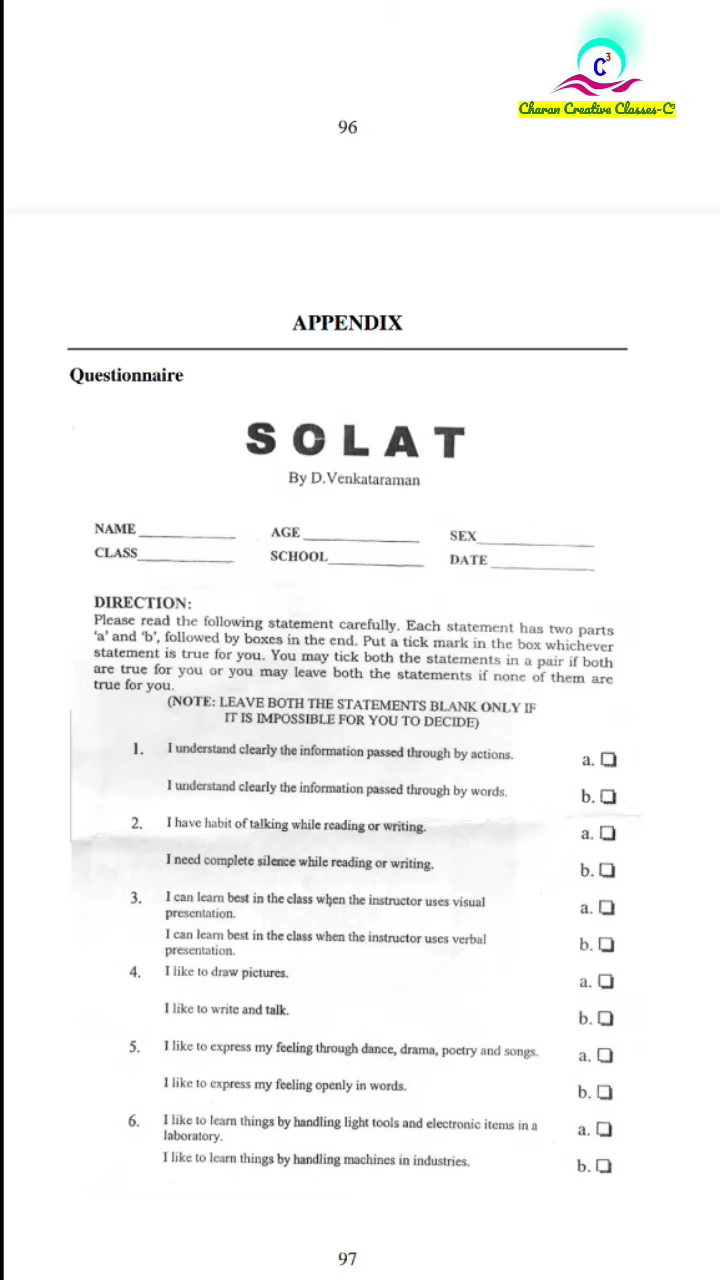 C³
Charan Creative Classes-C³
96
APPENDIX
Questionnaire
SOLAT
By D.Venkataraman
NAME ____________ AGE ____________ SEX ____________
CLASS ____________ SCHOOL ____________ DATE ____________
DIRECTION:
Please read the following statement carefully. Each statement has two parts
‘a’ and ‘b’, followed by boxes in the end. Put a tick mark in the box whichever
statement is true for you. You may tick both the statements in a pair if both
are true for you or you may leave both the statements if none of them are
true for you.
(NOTE: LEAVE BOTH THE STATEMENTS BLANK ONLY IF
IT IS IMPOSSIBLE FOR YOU TO DECIDE)
1. I understand clearly the information passed through by actions. a. ❏
I understand clearly the information passed through by words. b. ❏
2. I have habit of talking while reading or writing. a. ❏
I need complete silence while reading or writing. b. ❏
3. I can learn best in the class when the instructor uses visual
presentation. a. ❏
I can learn best in the class when the instructor uses verbal
presentation. b. ❏
4. I like to draw pictures. a. ❏
I like to write and talk. b. ❏
5. I like to express my feeling through dance, drama, poetry and songs. a. ❏
I like to express my feeling openly in words. b. ❏
6. I like to learn things by handling light tools and electronic items in a
laboratory. a. ❏
I like to learn things by handling machines in industries. b. ❏
97